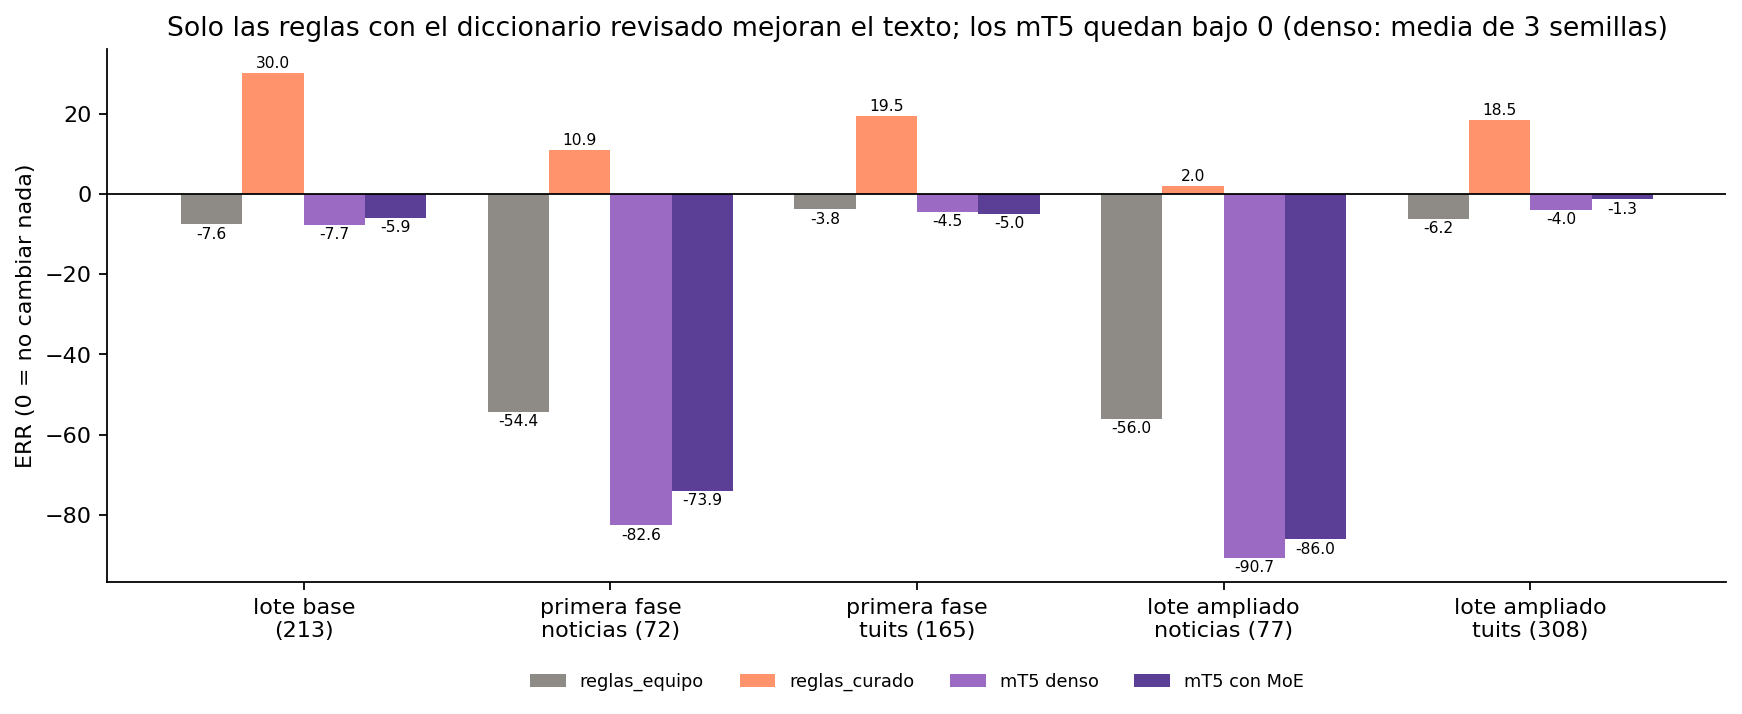 Solo las reglas con el diccionario revisado mejoran el texto; los mT5 quedan bajo 0 (denso: media de 3 semillas)
ERR (0 = no cambiar nada)
20
0
−20
−40
−60
−80
-7.6
30.0
-7.7
-5.9
-54.4
10.9
-82.6
-73.9
-3.8
19.5
-4.5
-5.0
-56.0
2.0
-90.7
-86.0
-6.2
18.5
-4.0
-1.3
lote base
(213)
primera fase
noticias (72)
primera fase
tuits (165)
lote ampliado
noticias (77)
lote ampliado
tuits (308)
reglas_equipo
reglas_curado
mT5 denso
mT5 con MoE